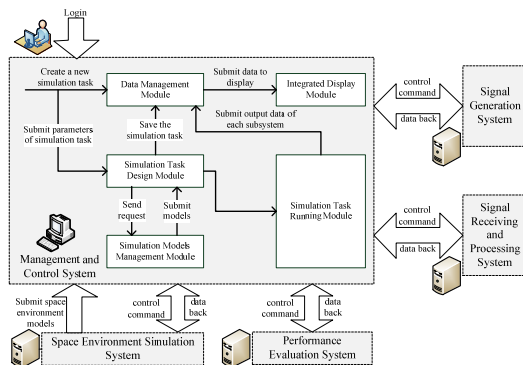 Login
Create a new
simulation task
Data Management
Module
Submit data to
display
Integrated Display
Module
Submit parameters
of simulation task
Save the
simulation task
Submit output data of
each subsystem
Simulation Task
Design Module
Simulation Task
Running Module
Send
request
Submit
models
Simulation Models
Management Module
Management and
Control System
control
command
data back
Signal
Generation
System
control
command
data back
Signal
Receiving
and
Processing
System
Submit space
environment
models
control
command
data
back
control
command
data
back
Space Environment Simulation
System
Performance
Evaluation System